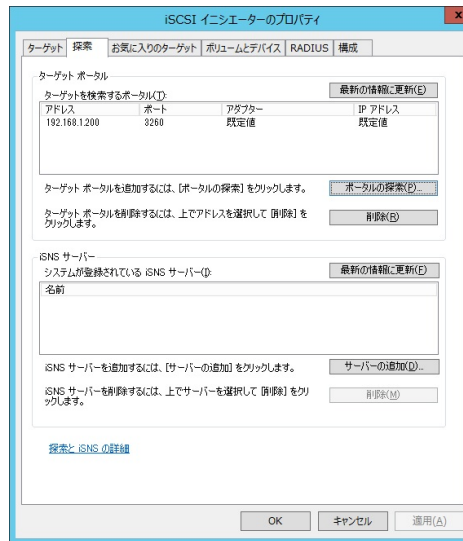 iSCSI イニシエーターのプロパティ
x
ターゲット 探索 お気に入りのターゲット ボリュームとデバイス RADIUS 構成
ターゲット ポータル
ターゲットを検索するポータル(T): 最新の情報に更新(E)
アドレス ポート アダプター IP アドレス
192.168.1.200 3260 既定値 既定値
ターゲット ポータルを追加するには、[ポータルの探索] をクリックします。 ポータルの探索(P)...
ターゲット ポータルを削除するには、上でアドレスを選択して [削除] を
クリックします。 削除(R)
iSNS サーバー
システムが登録されている iSNS サーバー(I): 最新の情報に更新(F)
名前
iSNS サーバーを追加するには、[サーバーの追加] をクリックします。 サーバーの追加(D)...
iSNS サーバーを削除するには、上でサーバーを選択して [削除] をクリ
ックします。 削除(M)
探索と iSNS の詳細
OK キャンセル 適用(A)